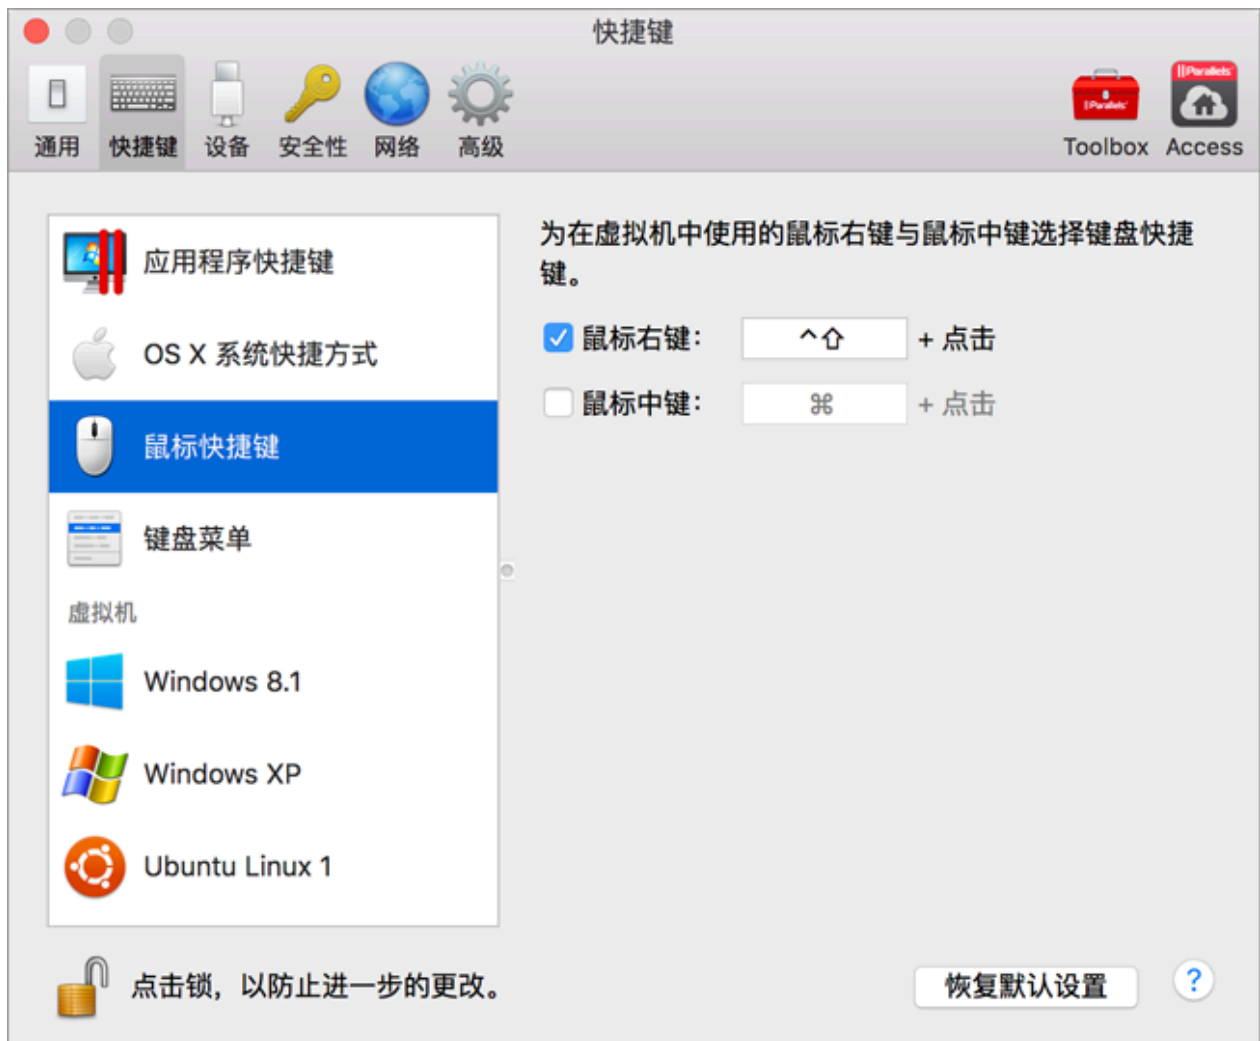 快捷键
通用 快捷键 设备 安全性 网络 高级
||Parallels
||Parallels
Toolbox Access
应用程序快捷键
OS X 系统快捷方式
鼠标快捷键
键盘菜单
虚拟机
Windows 8.1
Windows XP
Ubuntu Linux 1
为在虚拟机中使用的鼠标右键与鼠标中键选择键盘快捷
键。
鼠标右键： ^⇧ + 点击
鼠标中键： ⌘ + 点击
点击锁，以防止进一步的更改。
恢复默认设置 ?